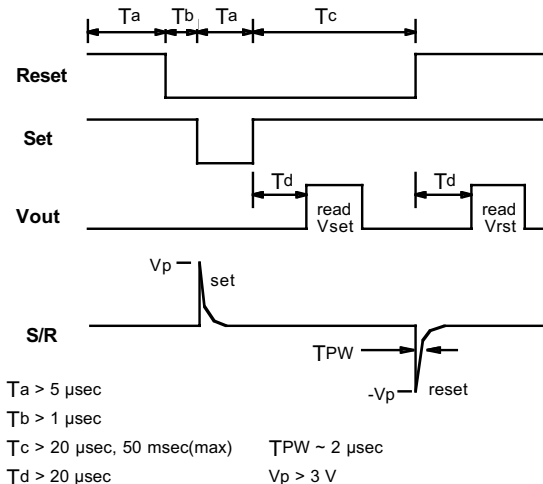 Ta Tb Ta Tc
Reset
Set
Td Td
Vout
read
Vset
read
Vrst
Vp
set
S/R
TPW
-Vp reset
Ta > 5 µsec
Tb > 1 µsec
Tc > 20 µsec, 50 msec(max) TPW ~ 2 µsec
Td > 20 µsec Vp > 3 V